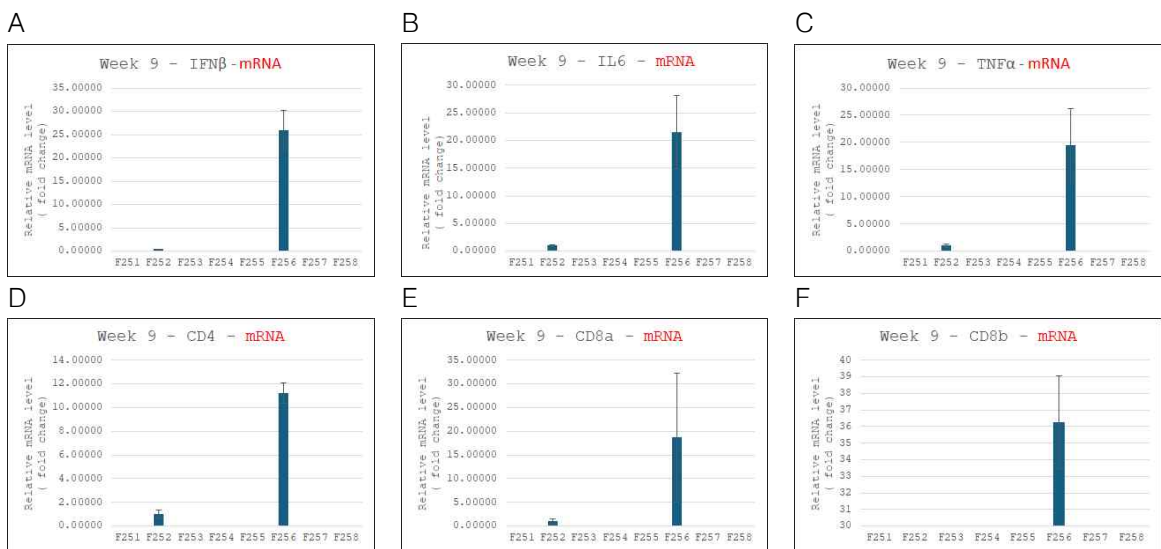 A
Week 9 - IFNβ-mRNA
Relative mRNA level
( fold change)
35.00000
30.00000
25.00000
20.00000
15.00000
10.00000
5.00000
0.00000
F251 F252 F253 F254 F255 F256 F257 F258
B
Week 9 - IL6 - mRNA
Relative mRNA level
( fold change)
30.00000
25.00000
20.00000
15.00000
10.00000
5.00000
0.00000
F251 F252 F253 F254 F255 F256 F257 F258
C
Week 9 - TNFα-mRNA
Relative mRNA level
( fold change)
30.00000
25.00000
20.00000
15.00000
10.00000
5.00000
0.00000
F251 F252 F253 F254 F255 F256 F257 F258
D
Week 9 - CD4 - mRNA
Relative mRNA level
( fold change)
14.00000
12.00000
10.00000
8.00000
6.00000
4.00000
2.00000
0.00000
F251 F252 F253 F254 F255 F256 F257 F258
E
Week 9 - CD8a - mRNA
Relative mRNA level
( fold change)
35.00000
30.00000
25.00000
20.00000
15.00000
10.00000
5.00000
0.00000
F251 F252 F253 F254 F255 F256 F257 F258
F
Week 9 - CD8b - mRNA
Relative mRNA level
( fold change)
40
39
38
37
36
35
34
33
32
31
30
F251 F252 F253 F254 F255 F256 F257 F258